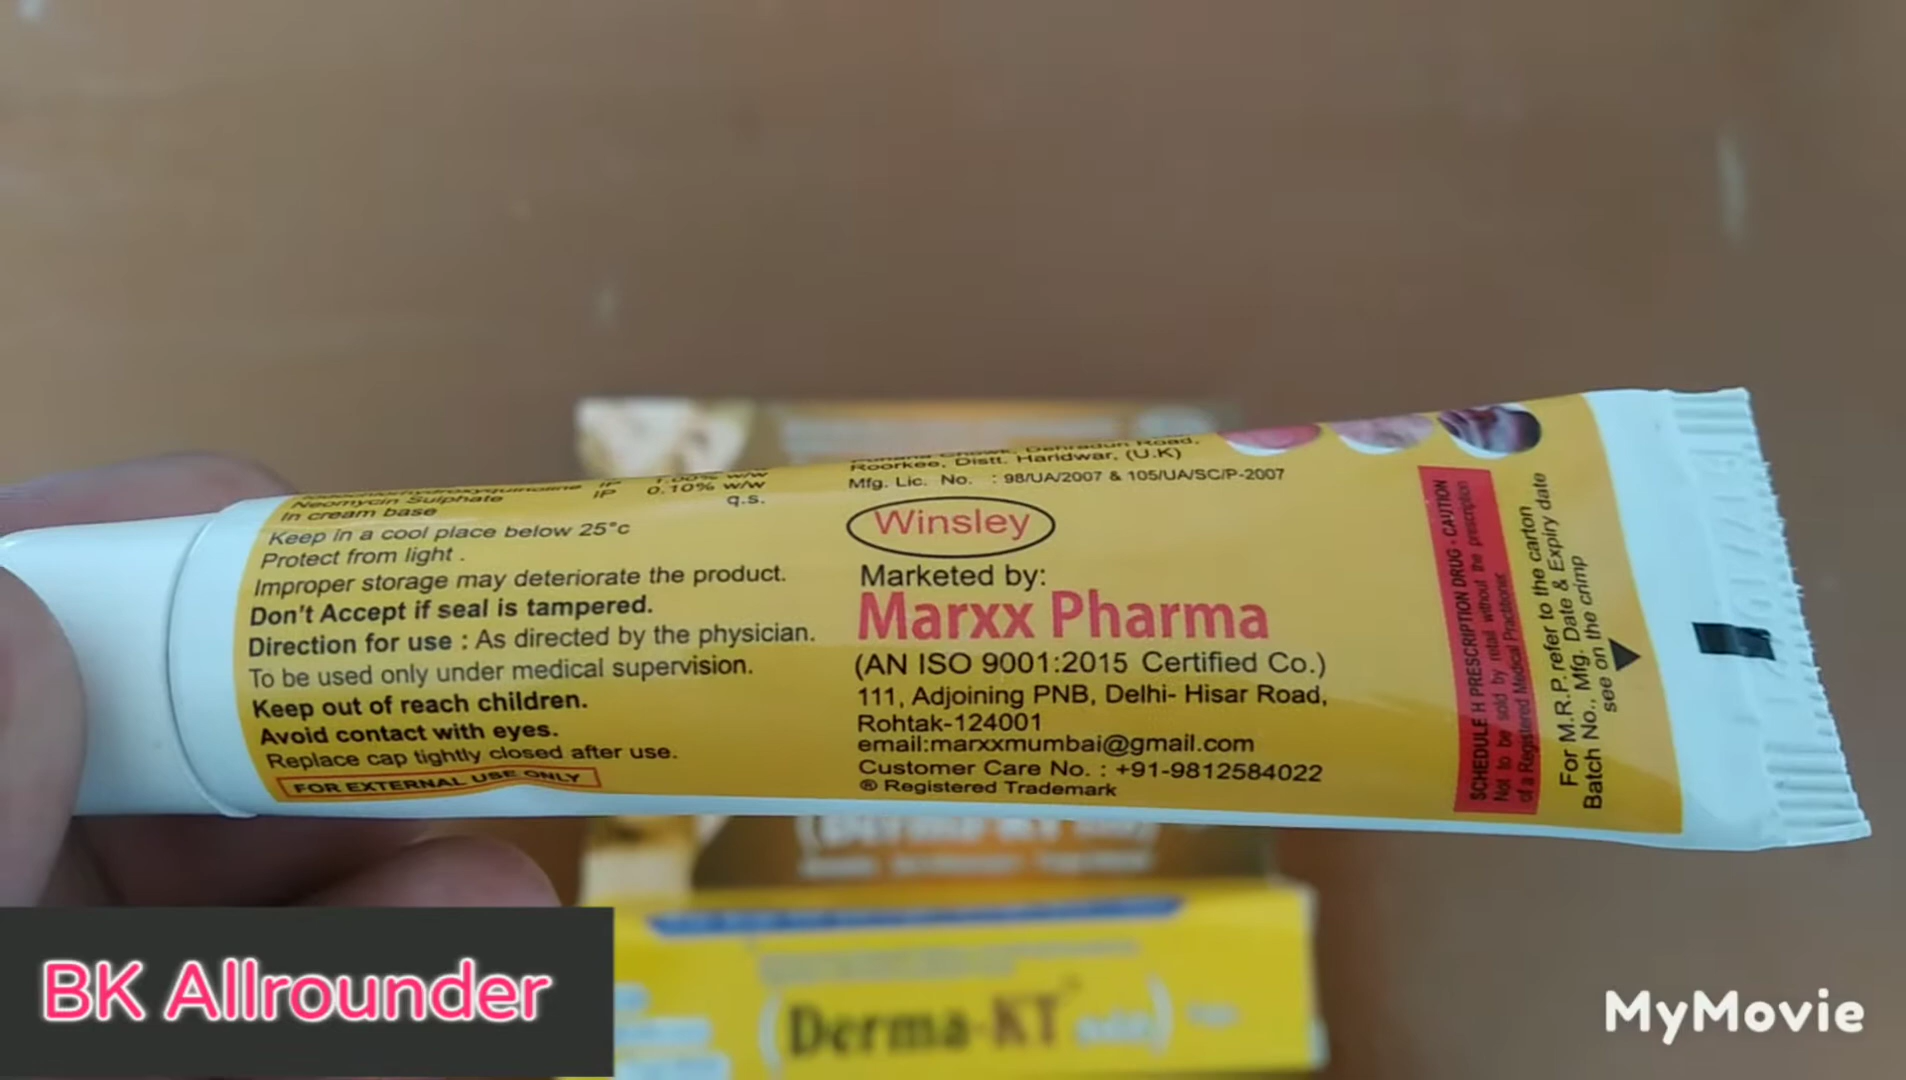 Neomycin Sulphate IP 0.10% w/w
In cream base q.s.
Keep in a cool place below 25°c
Protect from light .
Improper storage may deteriorate the product.
Don't Accept if seal is tampered.
Direction for use : As directed by the physician.
To be used only under medical supervision.
Keep out of reach children.
Avoid contact with eyes.
Replace cap tightly closed after use.
FOR EXTERNAL USE ONLY
Dehradun Road,
Roorkee, Distt. Haridwar, (U.K)
Mfg. Lic. No. : 98/UA/2007 & 105/UA/SC/P-2007
Winsley
Marketed by:
Marxx Pharma
(AN ISO 9001:2015 Certified Co.)
111, Adjoining PNB, Delhi- Hisar Road,
Rohtak-124001
email:marxxmumbai@gmail.com
Customer Care No. : +91-9812584022
® Registered Trademark
SCHEDULE H PRESCRIPTION DRUG - CAUTION
Not to be sold by retail without the prescription
of a Registered Medical Practitioner.
For M.R.P. refer to the carton
Batch No., Mfg. Date & Expiry date
see on the crimp
Derma-KT
BK Allrounder
MyMovie